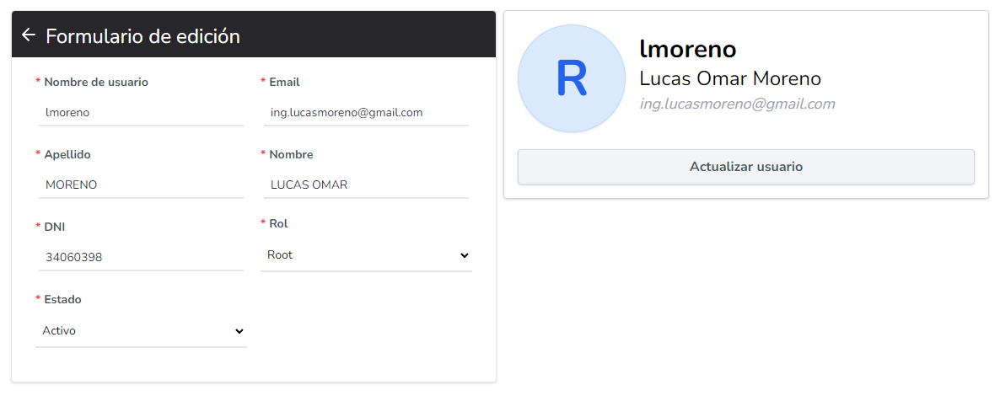 Formulario de edición
* Nombre de usuario
lmoreno
* Email
ing.lucasmoreno@gmail.com
* Apellido
MORENO
* Nombre
LUCAS OMAR
* DNI
34060398
* Rol
Root
* Estado
Activo
R
lmoreno
Lucas Omar Moreno
ing.lucasmoreno@gmail.com
Actualizar usuario